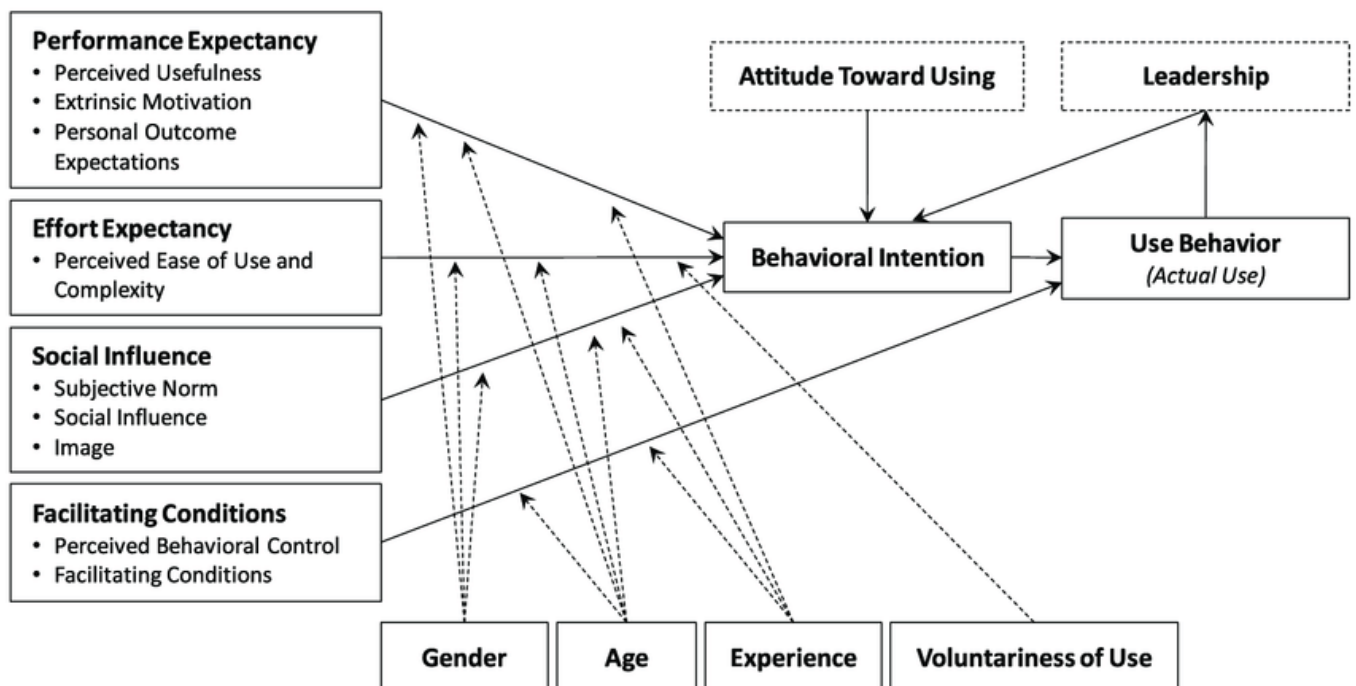 Performance Expectancy
• Perceived Usefulness
• Extrinsic Motivation
• Personal Outcome
Expectations
Effort Expectancy
• Perceived Ease of Use and
Complexity
Social Influence
• Subjective Norm
• Social Influence
• Image
Facilitating Conditions
• Perceived Behavioral Control
• Facilitating Conditions
Attitude Toward Using
Leadership
Behavioral Intention
Use Behavior
(Actual Use)
Gender
Age
Experience
Voluntariness of Use